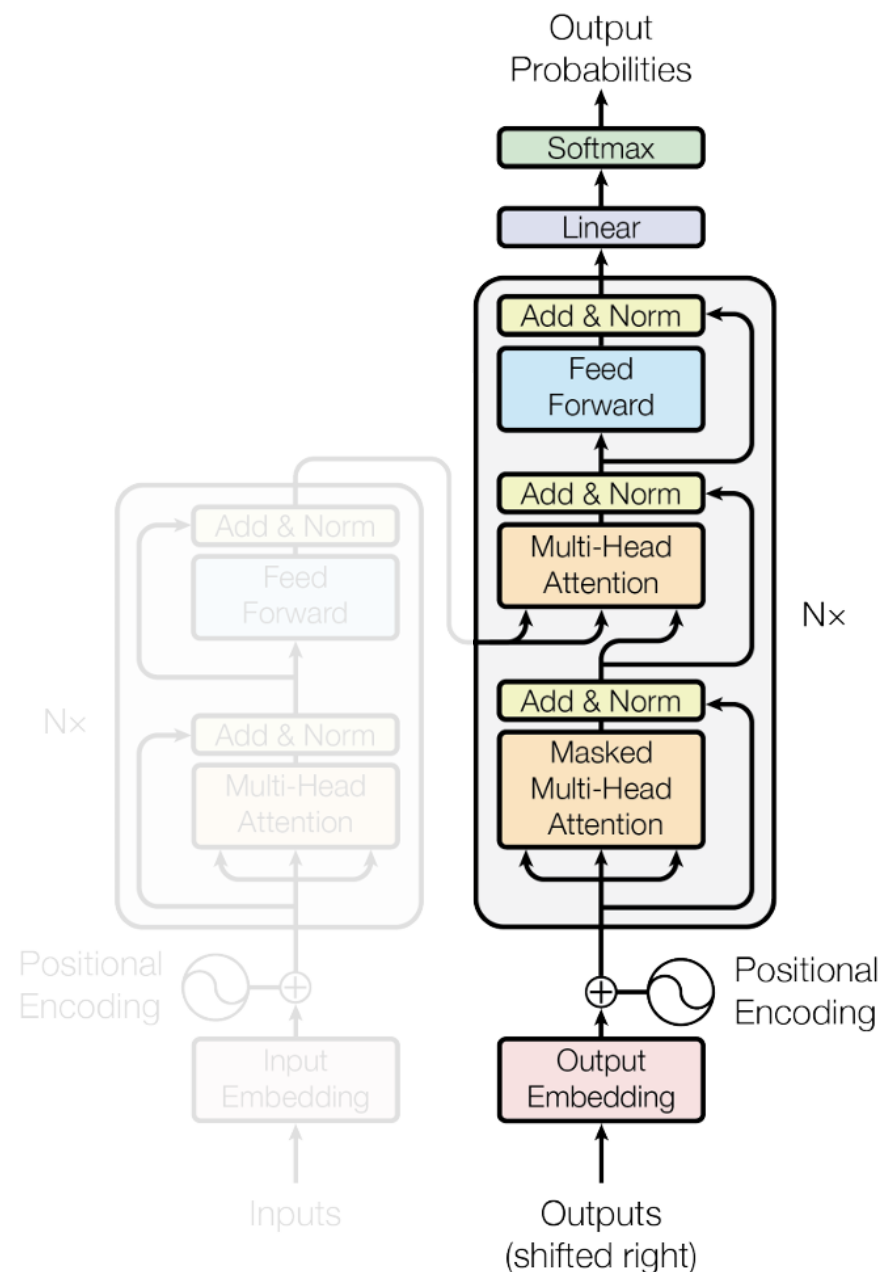 Output
Probabilities
Softmax
Linear
Add & Norm
Feed
Forward
Add & Norm
Multi-Head
Attention
N×
Add & Norm
Masked
Multi-Head
Attention
Positional
Encoding
Output
Embedding
Outputs
(shifted right)
Add & Norm
Feed
Forward
N×
Add & Norm
Multi-Head
Attention
Positional
Encoding
Input
Embedding
Inputs